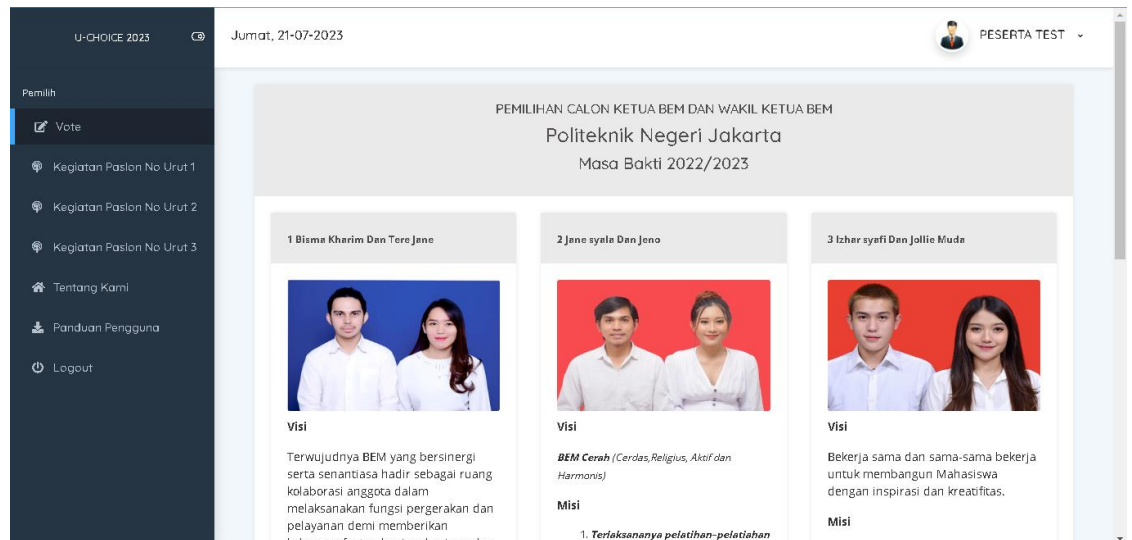 U-CHOICE 2023
Jumat, 21-07-2023
PESERTA TEST
Pemilih
Vote
Kegiatan Paslon No Urut 1
Kegiatan Paslon No Urut 2
Kegiatan Paslon No Urut 3
Tentang Kami
Panduan Pengguna
Logout
PEMILIHAN CALON KETUA BEM DAN WAKIL KETUA BEM
Politeknik Negeri Jakarta
Masa Bakti 2022/2023
1 Bisma Kharim Dan Tere Jane
Visi
Terwujudnya BEM yang bersinergi
serta senantiasa hadir sebagai ruang
kolaborasi anggota dalam
melaksanakan fungsi pergerakan dan
pelayanan demi memberikan
2 Jane syala Dan Jeno
Visi
BEM Cerah (Cerdas,Religius, Aktif dan
Harmonis)
Misi
1. Terlaksananya pelatihan-pelatiahan
3 Izhar syafi Dan Jollie Muda
Visi
Bekerja sama dan sama-sama bekerja
untuk membangun Mahasiswa
dengan inspirasi dan kreatifitas.
Misi